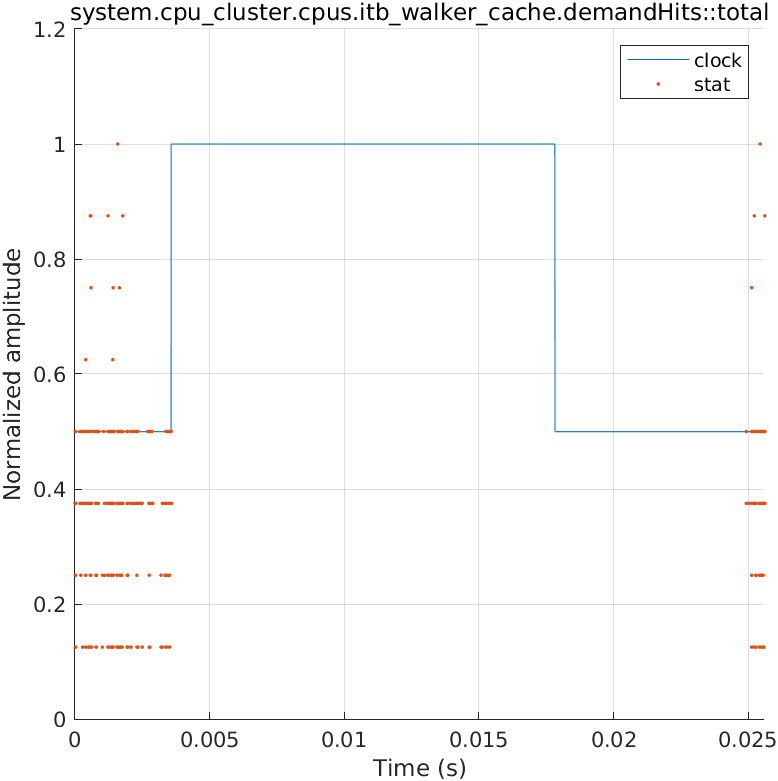 system.cpu_cluster.cpus.itb_walker_cache.demandHits::total
clock
stat
Normalized amplitude
1.2
1
0.8
0.6
0.4
0.2
0
0 0.005 0.01 0.015 0.02 0.025
Time (s)